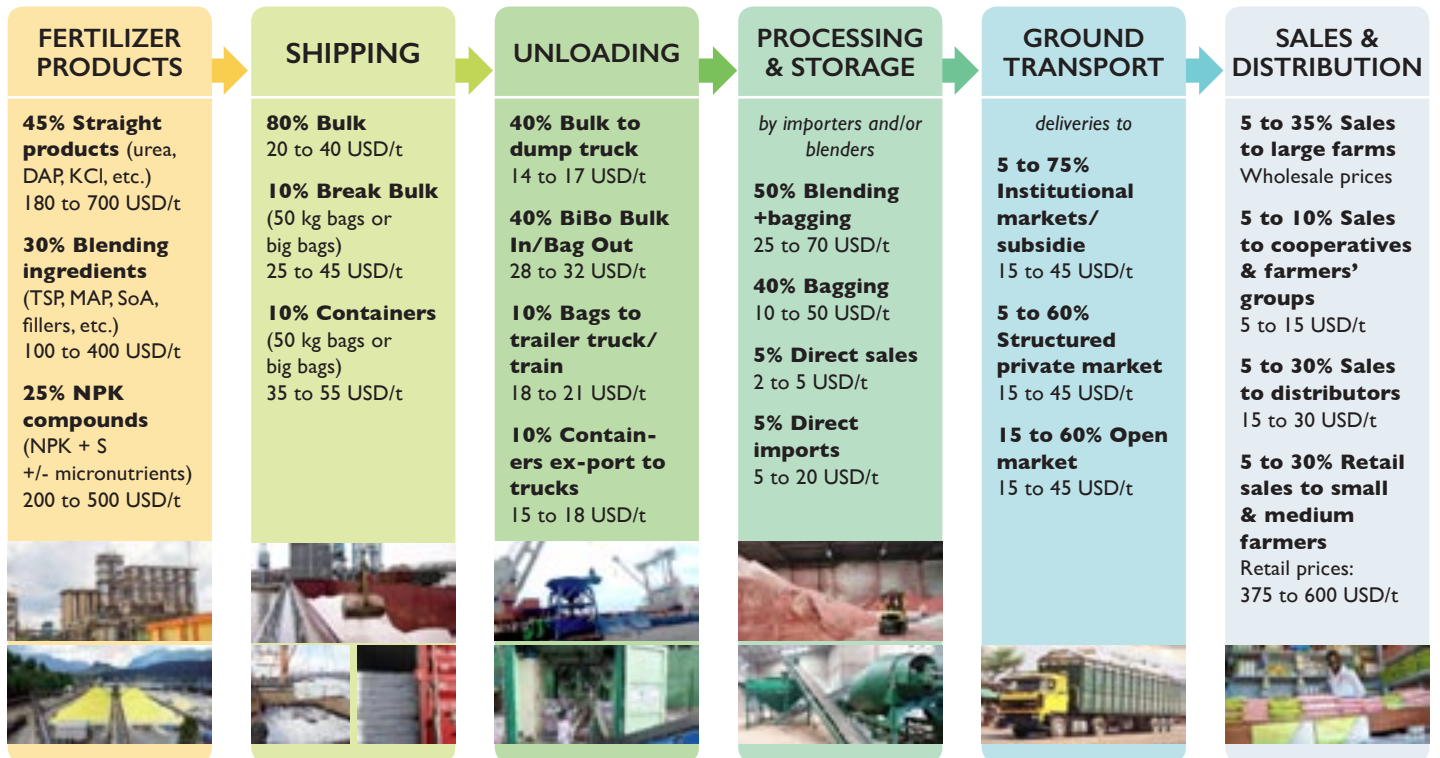 FERTILIZER
PRODUCTS
45% Straight
products (urea,
DAP, KCl, etc.)
180 to 700 USD/t
30% Blending
ingredients
(TSP, MAP, SoA,
fillers, etc.)
100 to 400 USD/t
25% NPK
compounds
(NPK + S
+/- micronutrients)
200 to 500 USD/t
SHIPPING
80% Bulk
20 to 40 USD/t
10% Break Bulk
(50 kg bags or
big bags)
25 to 45 USD/t
10% Containers
(50 kg bags or
big bags)
35 to 55 USD/t
UNLOADING
40% Bulk to
dump truck
14 to 17 USD/t
40% BiBo Bulk
In/Bag Out
28 to 32 USD/t
10% Bags to
trailer truck/
train
18 to 21 USD/t
10% Contain-
ers ex-port to
trucks
15 to 18 USD/t
PROCESSING
& STORAGE
by importers and/or
blenders
50% Blending
+bagging
25 to 70 USD/t
40% Bagging
10 to 50 USD/t
5% Direct sales
2 to 5 USD/t
5% Direct
imports
5 to 20 USD/t
GROUND
TRANSPORT
deliveries to
5 to 75%
Institutional
markets/
subsidie
15 to 45 USD/t
5 to 60%
Structured
private market
15 to 45 USD/t
15 to 60% Open
market
15 to 45 USD/t
SALES &
DISTRIBUTION
5 to 35% Sales
to large farms
Wholesale prices
5 to 10% Sales
to cooperatives
& farmers'
groups
5 to 15 USD/t
5 to 30% Sales
to distributors
15 to 30 USD/t
5 to 30% Retail
sales to small
& medium
farmers
Retail prices:
375 to 600 USD/t